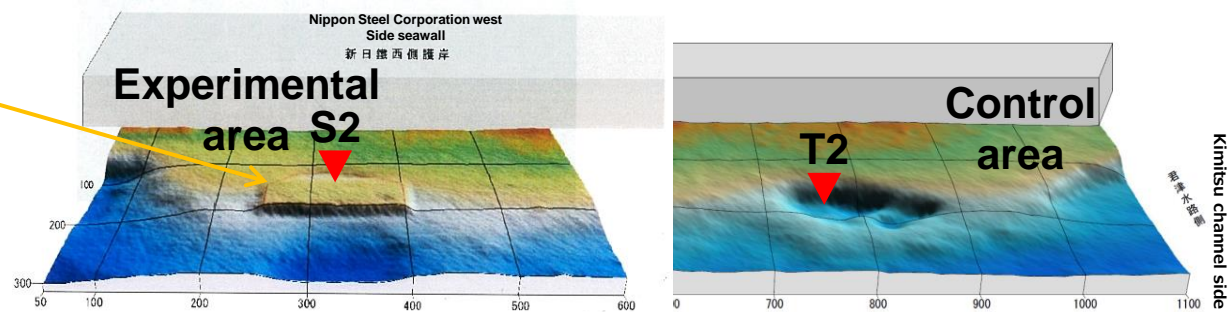 Nippon Steel Corporation west
Side seawall
新日鐵西側護岸
Experimental
area
S2
Control
area
T2
Kimitsu channel side
君津水路側
100
200
300
50 100 200 300 400 500 600
0 700 800 900 1000 1100